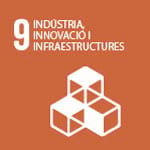 9 INDÚSTRIA,
INNOVACIÓ I
INFRAESTRUCTURES